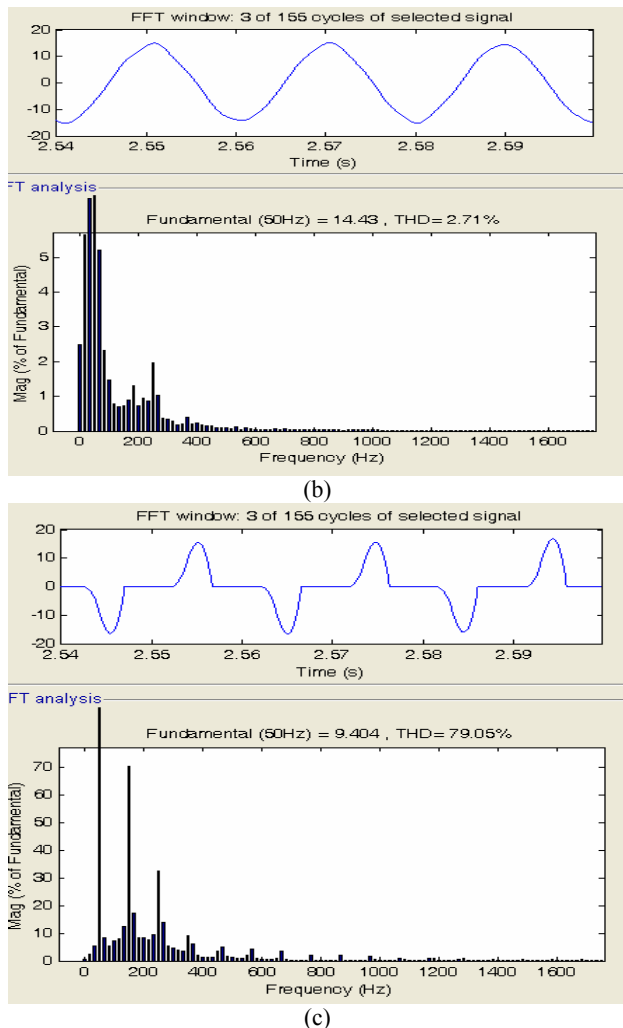 FFT window: 3 of 155 cycles of selected signal
20
10
0
-10
-20
2.54 2.55 2.56 2.57 2.58 2.59
Time (s)
FT analysis
Fundamental (50Hz) = 14.43 , THD= 2.71%
Mag (% of Fundamental)
5
4
3
2
1
0
0 200 400 600 800 1000 1200 1400 1600
Frequency (Hz)
(b)
FFT window: 3 of 155 cycles of selected signal
20
10
0
-10
-20
2.54 2.55 2.56 2.57 2.58 2.59
Time (s)
FT analysis
Fundamental (50Hz) = 9.404 , THD= 79.05%
Mag (% of Fundamental)
70
60
50
40
30
20
10
0
0 200 400 600 800 1000 1200 1400 1600
Frequency (Hz)
(c)